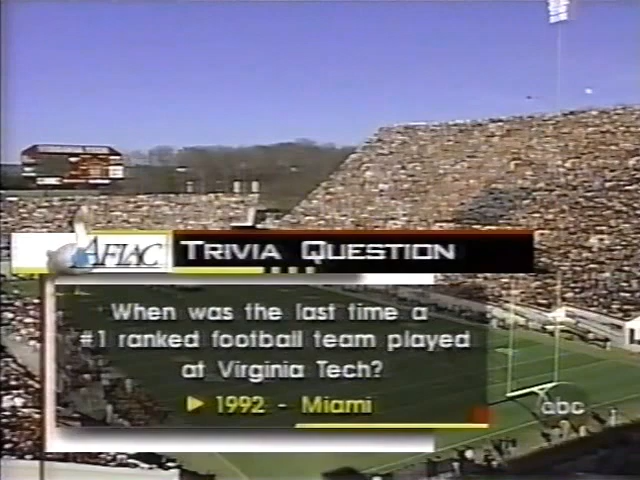 AFLAC TRIVIA QUESTION
When was the last time a
#1 ranked football team played
at Virginia Tech?
1992 - Miami
abc